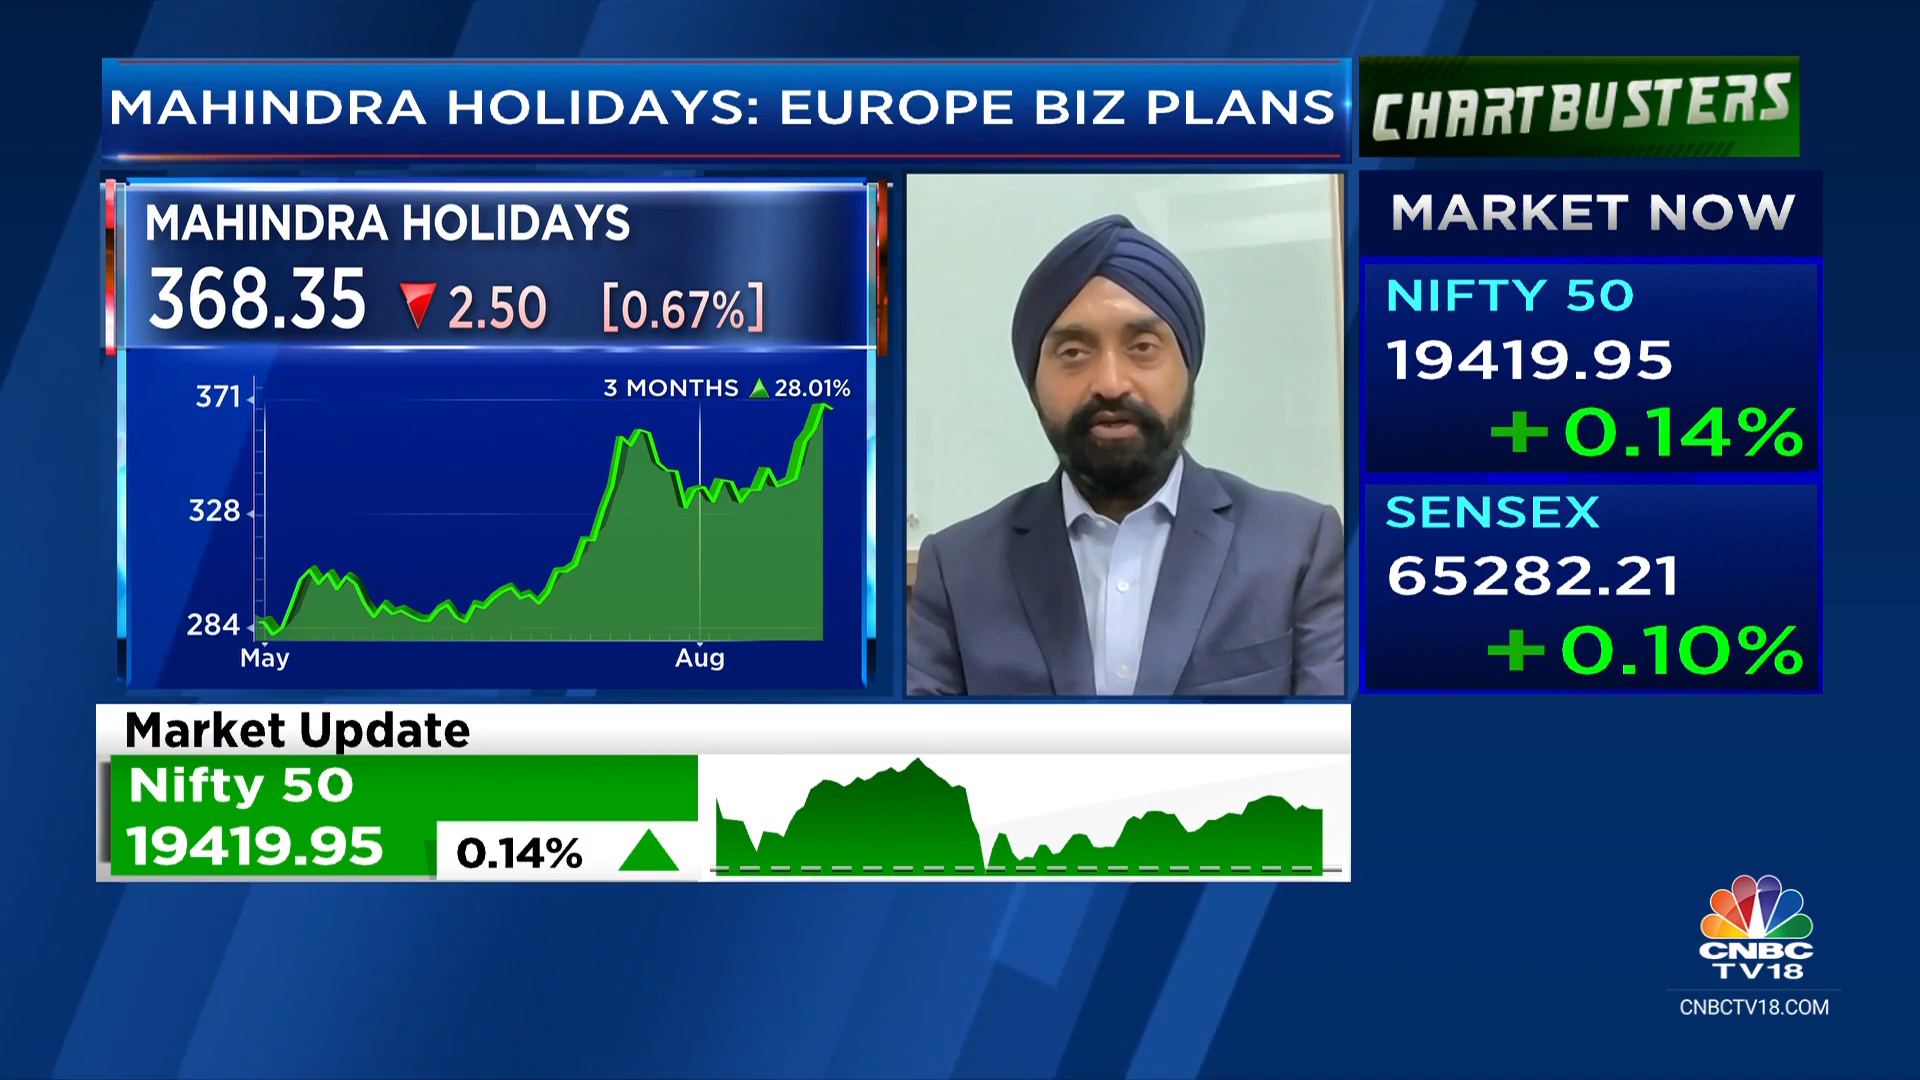 MAHINDRA HOLIDAYS: EUROPE BIZ PLANS
CHARTBUSTERS
MAHINDRA HOLIDAYS
368.35 ▼ 2.50 [0.67%]
3 MONTHS ▲ 28.01%
371
328
284
May Aug
MARKET NOW
NIFTY 50
19419.95
+0.14%
SENSEX
65282.21
+0.10%
Market Update
Nifty 50
19419.95
0.14% ▲
CNBC
TV18
CNBCTV18.COM